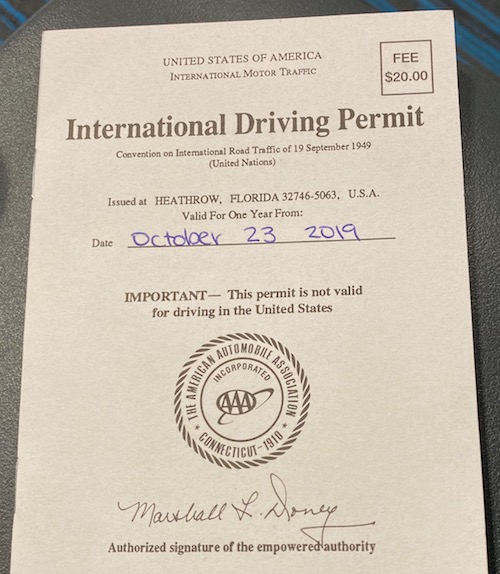 UNITED STATES OF AMERICA
INTERNATIONAL MOTOR TRAFFIC
FEE
$20.00
International Driving Permit
Convention on International Road Traffic of 19 September 1949
(United Nations)
Issued at HEATHROW, FLORIDA 32746-5063, U.S.A.
Valid For One Year From:
Date October 23 2019
IMPORTANT— This permit is not valid
for driving in the United States
THE AMERICAN AUTOMOBILE ASSOCIATION
INCORPORATED
AAA
* CONNECTICUT-1910 *
Marshall L. Doney
Authorized signature of the empowered authority